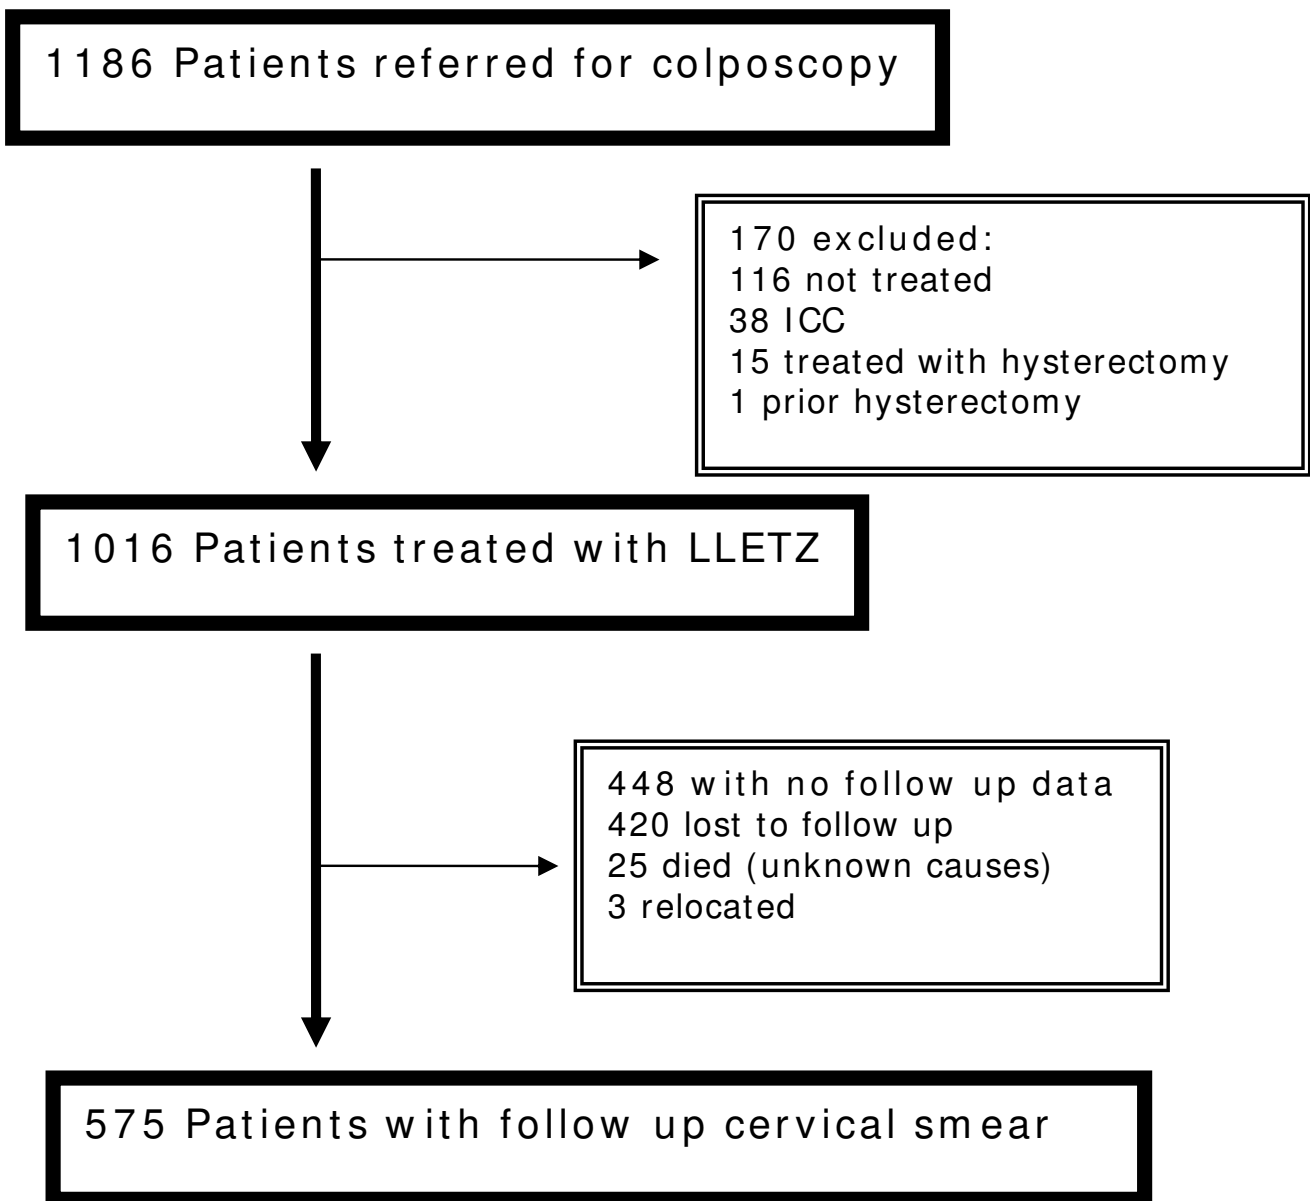 1186 Patients referred for colposcopy
170 excluded:
116 not treated
38 ICC
15 treated with hysterectomy
1 prior hysterectomy
1016 Patients treated with LLETZ
448 with no follow up data
420 lost to follow up
25 died (unknown causes)
3 relocated
575 Patients with follow up cervical smear